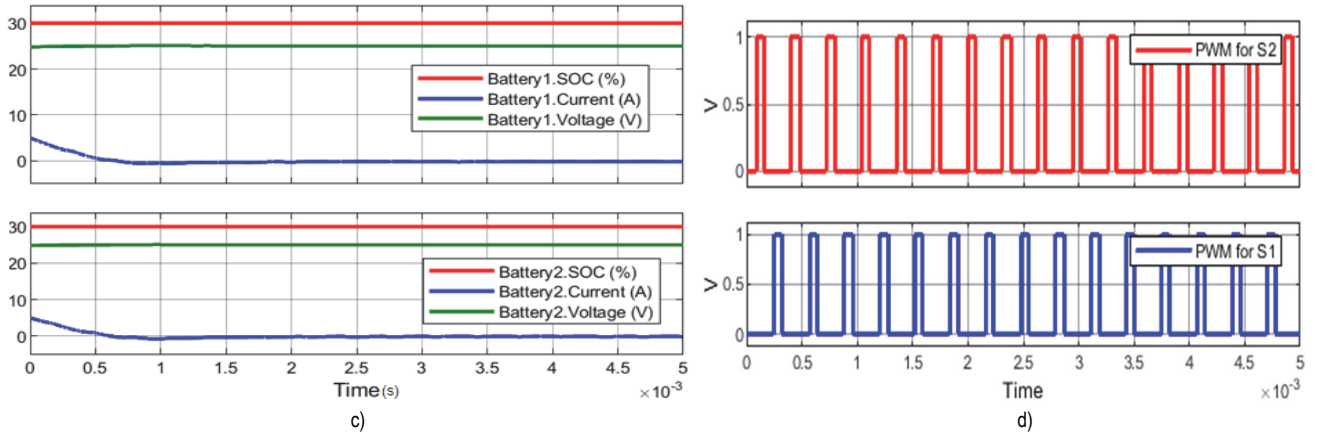 30
20
10
0
Battery1.SOC (%)
Battery1.Current (A)
Battery1.Voltage (V)
30
20
10
0
Battery2.SOC (%)
Battery2.Current (A)
Battery2.Voltage (V)
0 0.5 1 1.5 2 2.5 3 3.5 4 4.5 5
Time(s)
×10⁻³
c)
1
0.5
0
V
PWM for S2
1
0.5
0
V
PWM for S1
0 0.5 1 1.5 2 2.5 3 3.5 4 4.5 5
Time
×10⁻³
d)